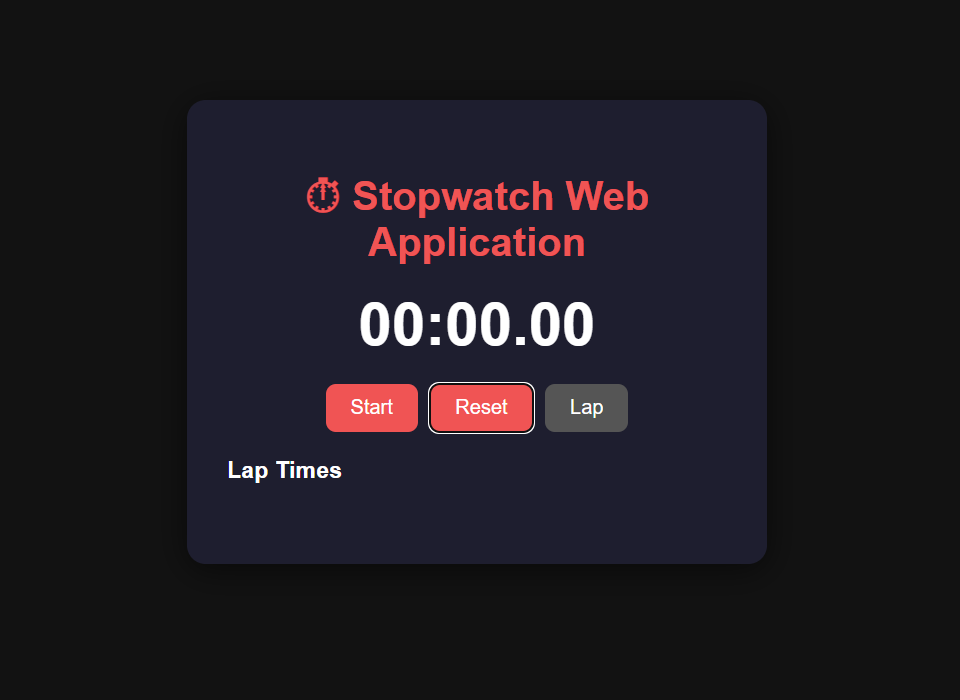 ⏱ Stopwatch Web
Application
00:00.00
Start Reset Lap
Lap Times